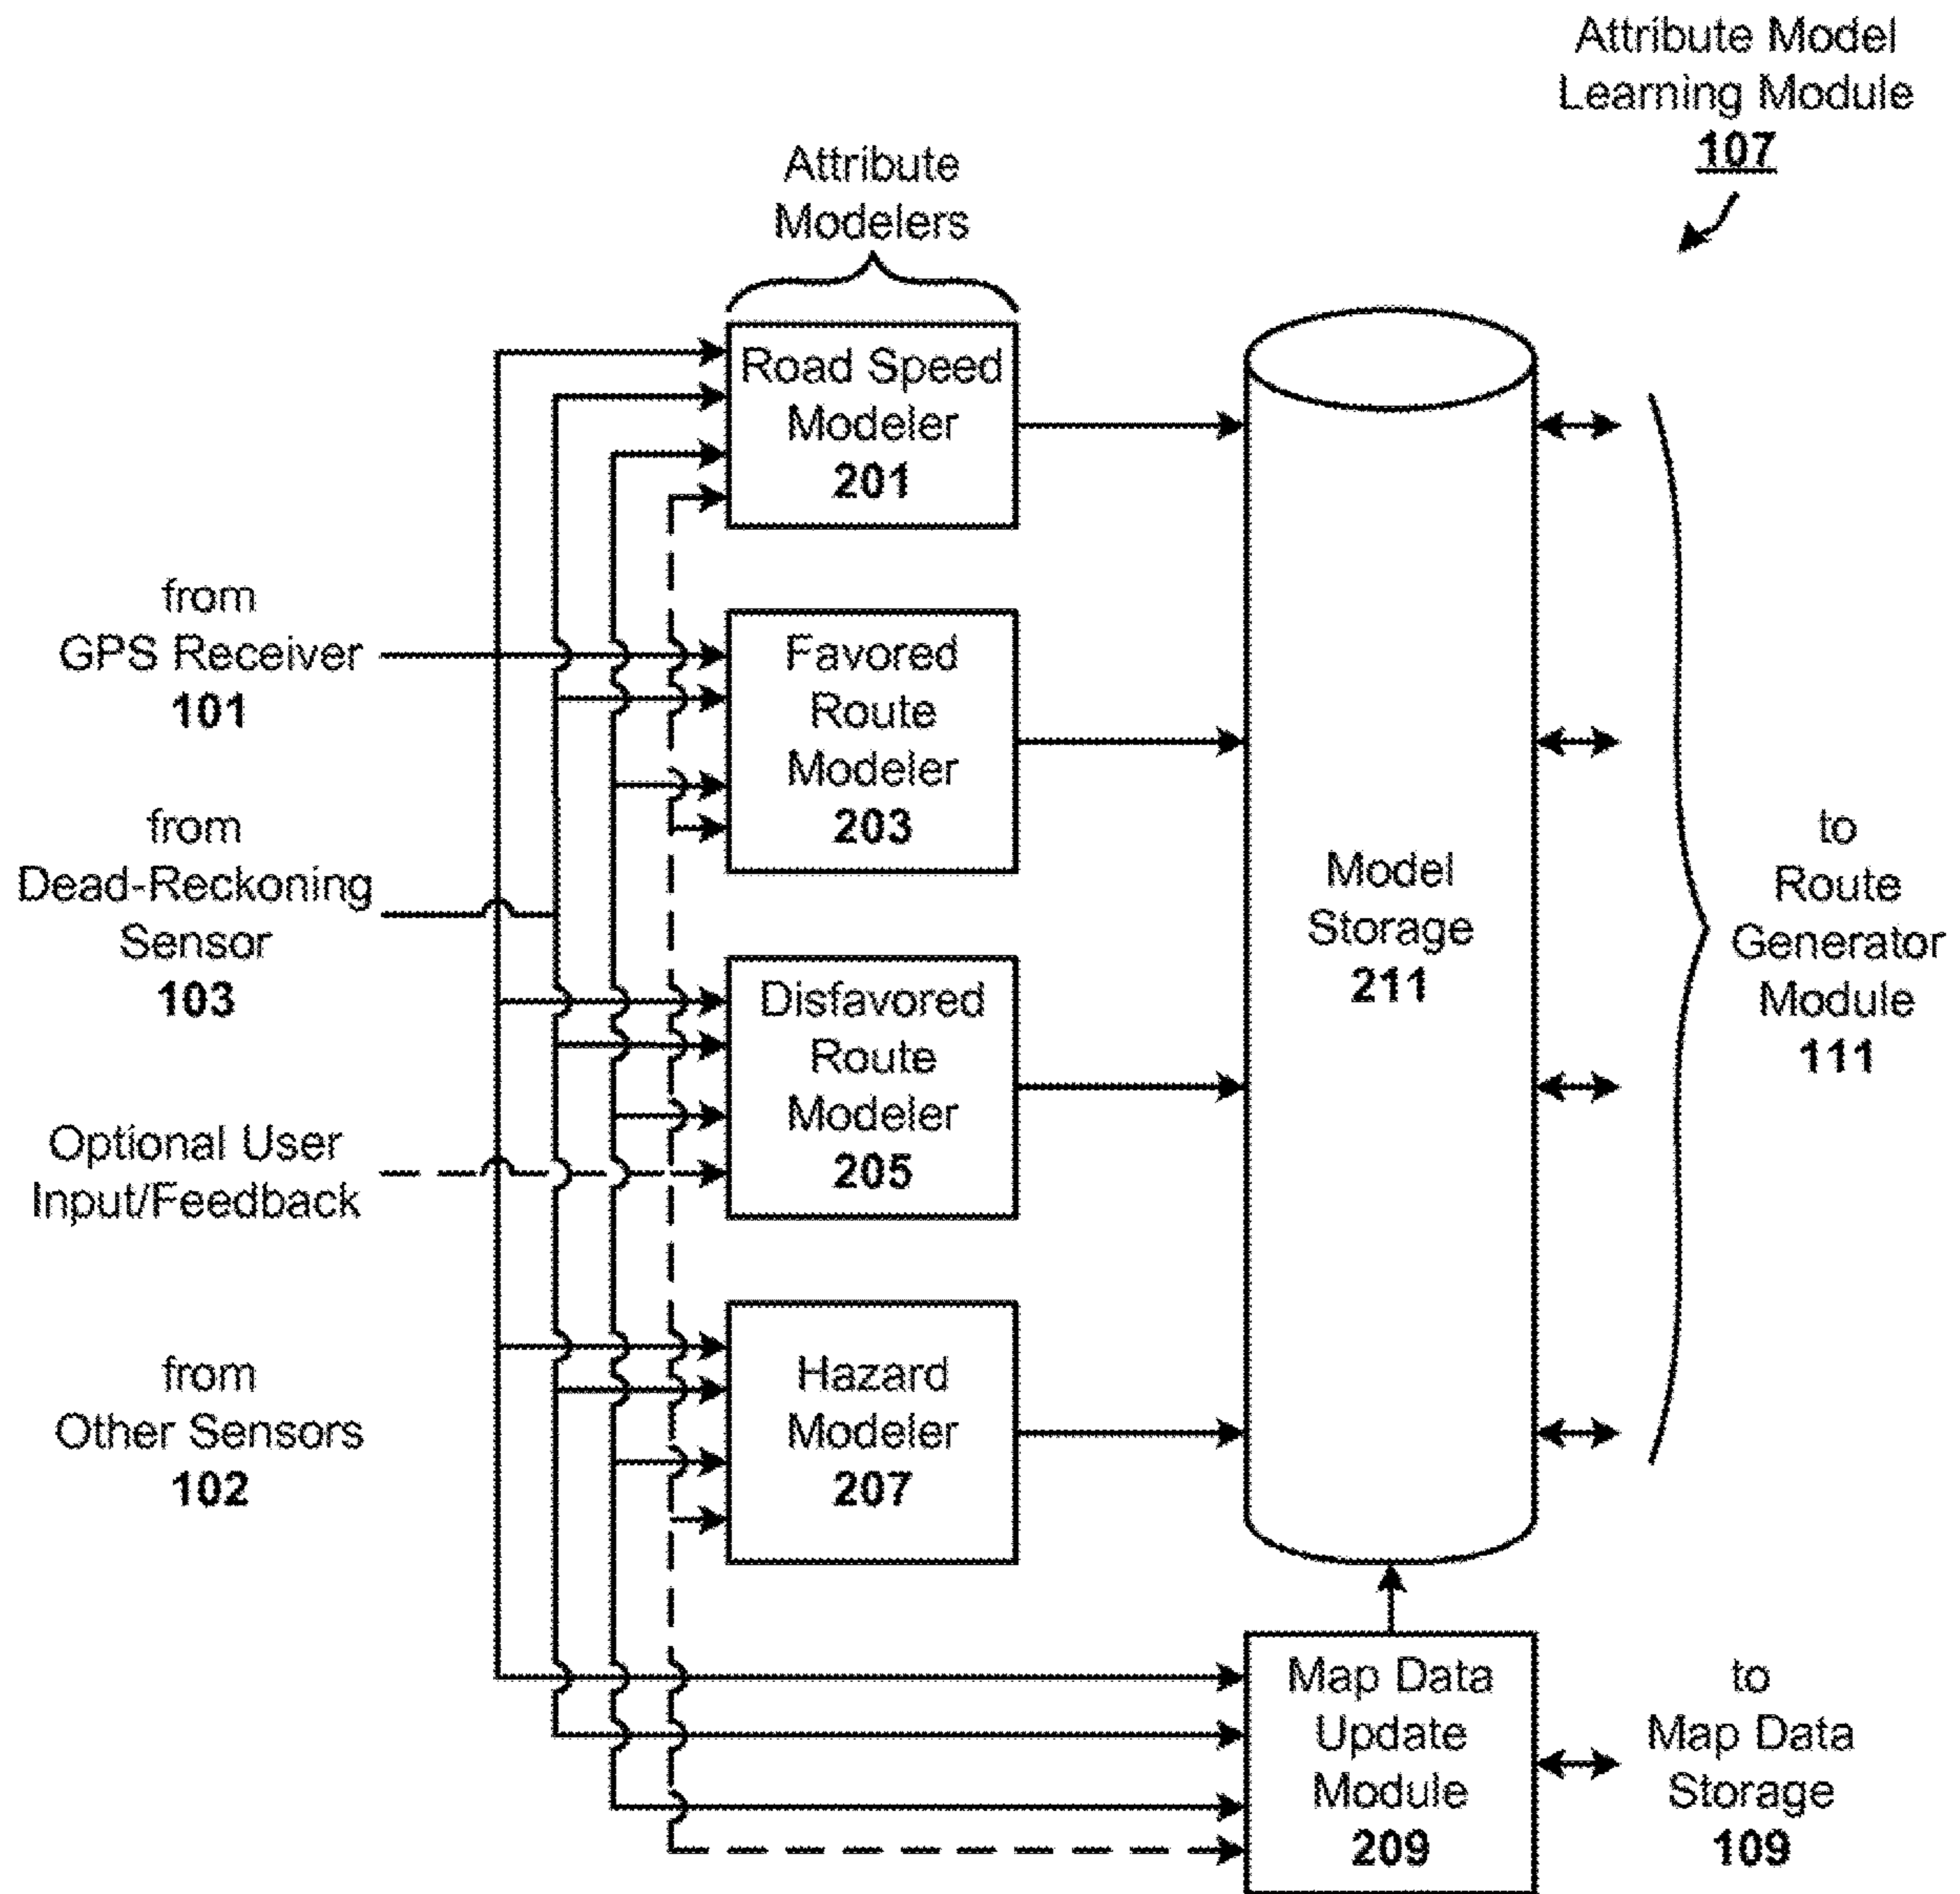 Attribute Model
Learning Module
107
Attribute
Modelers
Road Speed
Modeler
201
from
GPS Receiver
101
Favored
Route
Modeler
203
from
Dead-Reckoning
Sensor
103
Model
Storage
211
to
Route
Generator
Module
111
Disfavored
Route
Modeler
205
Optional User
Input/Feedback
from
Other Sensors
102
Hazard
Modeler
207
Map Data
Update
Module
209
to
Map Data
Storage
109